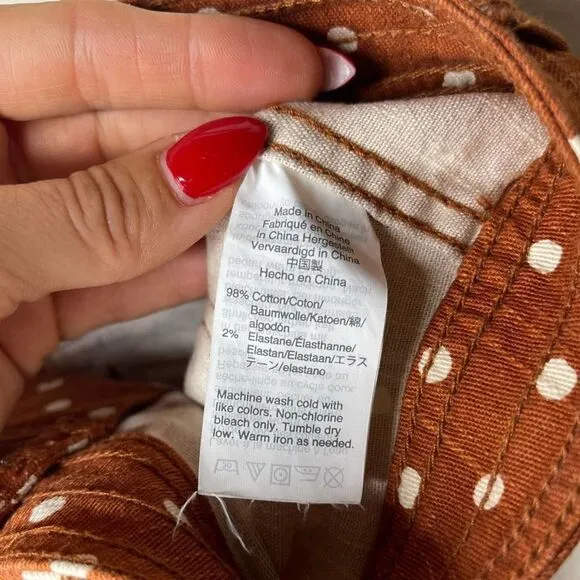 Made in China
Fabriqué en Chine
in China Hergestellt
Vervaardigd in China
中国製
Hecho en China
98% Cotton/Coton/
Baumwolle/Katoen/綿/
algodón
2% Elastane/Élasthanne/
Elastan/Elastaan/エラス
テーン/elastano
Machine wash cold with
like colors. Non-chlorine
bleach only. Tumble dry
low. Warm iron as needed.